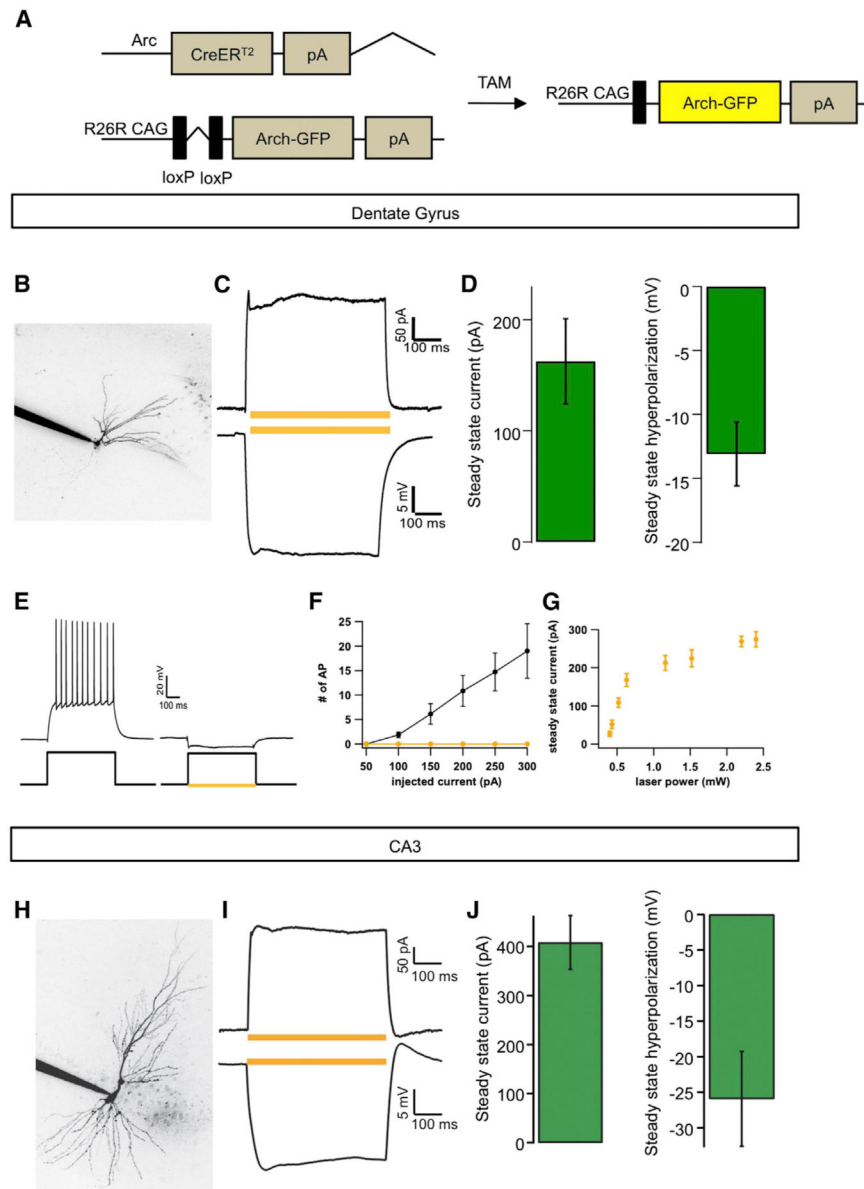 A
Arc
CreER^T2
pA
TAM
R26R CAG
Arch-GFP
pA
R26R CAG
Arch-GFP
pA
loxP loxP
Dentate Gyrus
B
C
50 pA
100 ms
5 mV
100 ms
D
Steady state current (pA)
200
100
0
Steady state hyperpolarization (mV)
0
-5
-10
-15
-20
E
20 mV
100 ms
F
# of AP
25
20
15
10
5
0
50 100 150 200 250 300
injected current (pA)
G
steady state current (pA)
300
200
100
0
0.5 1.0 1.5 2.0 2.5
laser power (mW)
CA3
H
I
50 pA
100 ms
5 mV
100 ms
J
Steady state current (pA)
400
300
200
100
0
Steady state hyperpolarization (mV)
0
-5
-10
-15
-20
-25
-30